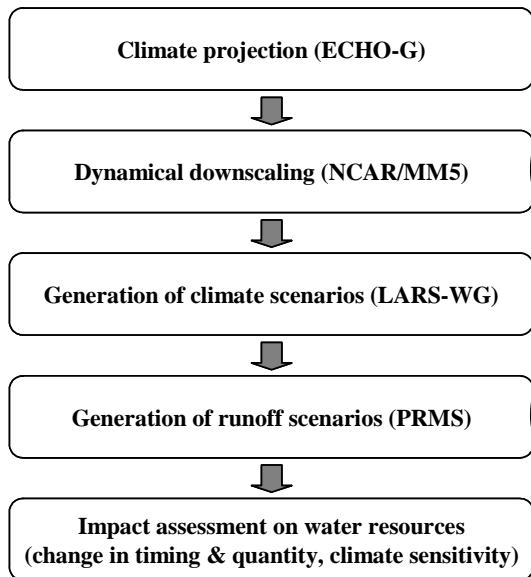 Climate projection (ECHO-G)
Dynamical downscaling (NCAR/MM5)
Generation of climate scenarios (LARS-WG)
Generation of runoff scenarios (PRMS)
Impact assessment on water resources
(change in timing & quantity, climate sensitivity)